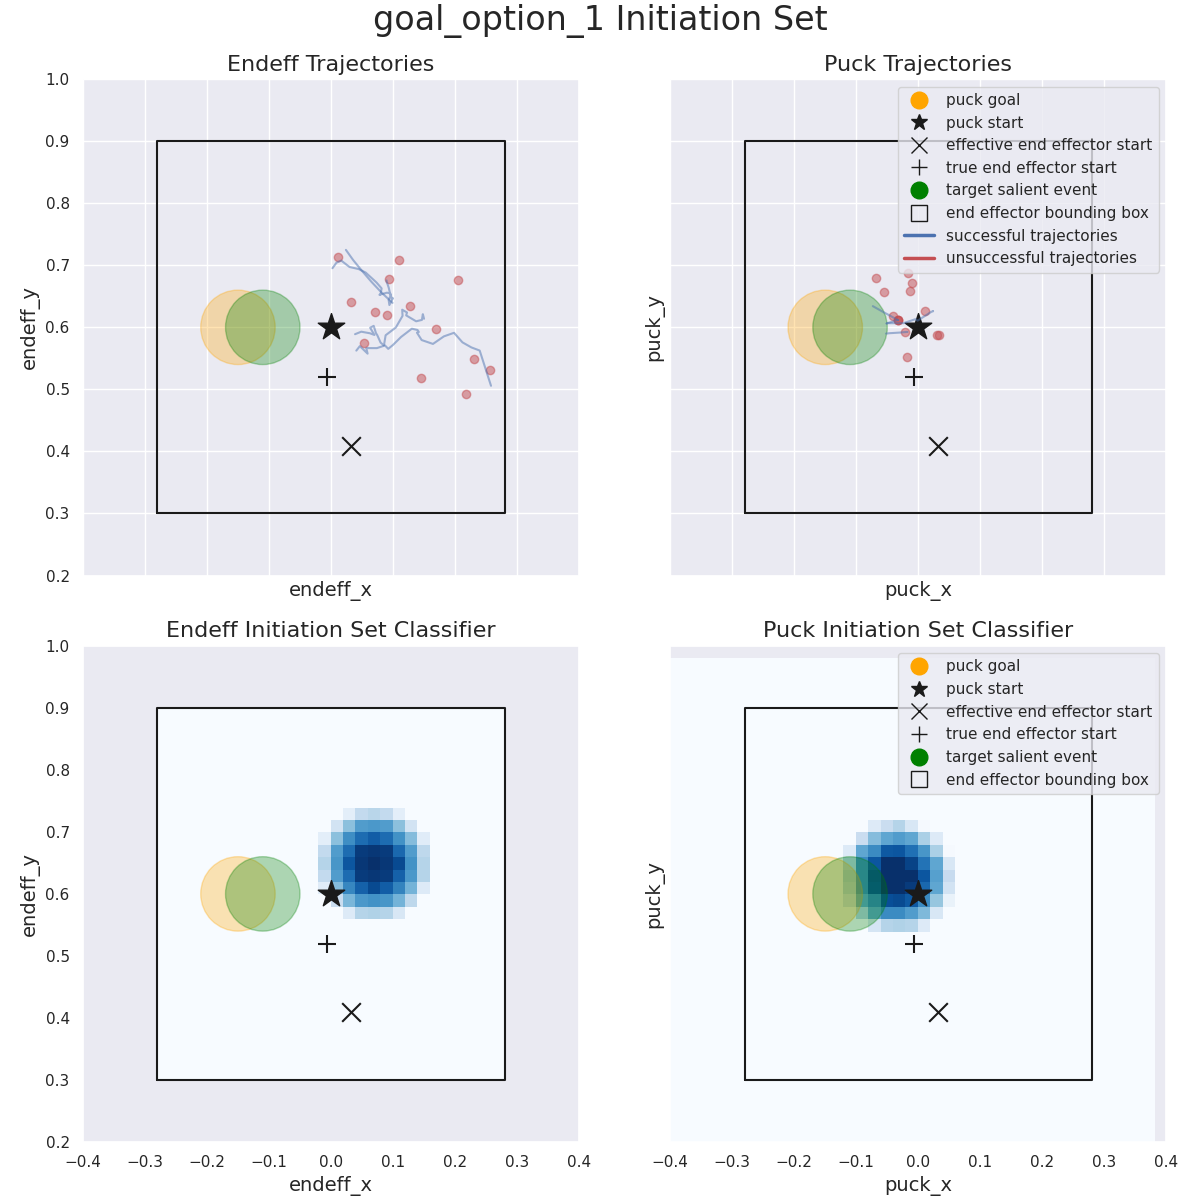 goal_option_1 Initiation Set
Endeff Trajectories
1.0
0.9
0.8
0.7
0.6
0.5
0.4
0.3
0.2
endeff_y
endeff_x
Puck Trajectories
puck goal
puck start
effective end effector start
true end effector start
target salient event
end effector bounding box
successful trajectories
unsuccessful trajectories
puck_y
puck_x
Endeff Initiation Set Classifier
1.0
0.9
0.8
0.7
0.6
0.5
0.4
0.3
0.2
endeff_y
−0.4 −0.3 −0.2 −0.1 0.0 0.1 0.2 0.3 0.4
endeff_x
Puck Initiation Set Classifier
puck goal
puck start
effective end effector start
true end effector start
target salient event
end effector bounding box
puck_y
−0.4 −0.3 −0.2 −0.1 0.0 0.1 0.2 0.3 0.4
puck_x